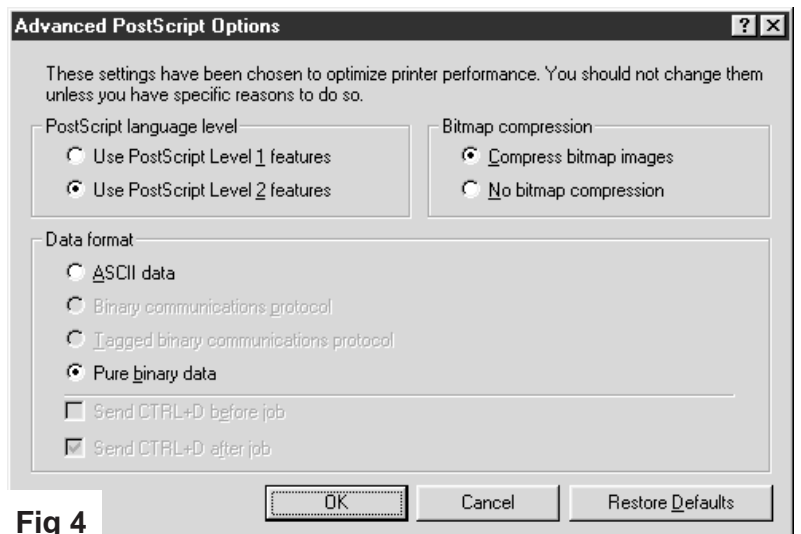 Advanced PostScript Options
These settings have been chosen to optimize printer performance. You should not change them
unless you have specific reasons to do so.
PostScript language level
Use PostScript Level 1 features
Use PostScript Level 2 features
Bitmap compression
Compress bitmap images
No bitmap compression
Data format
ASCII data
Binary communications protocol
Tagged binary communications protocol
Pure binary data
Send CTRL+D before job
Send CTRL+D after job
OK Cancel Restore Defaults
Fig 4